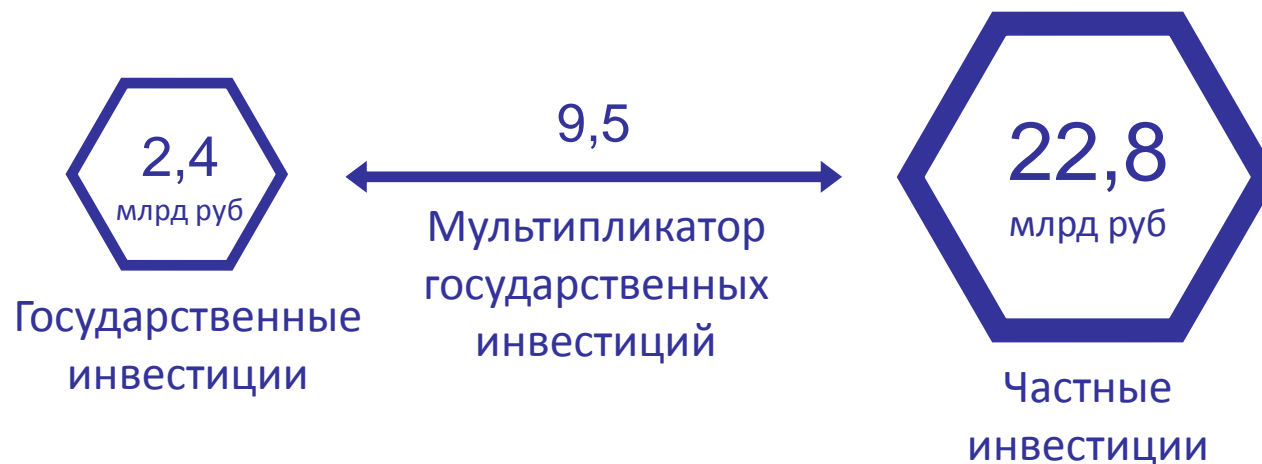 2,4
млрд руб
Государственные
инвестиции
9,5
Мультипликатор
государственных
инвестиций
22,8
млрд руб
Частные
инвестиции